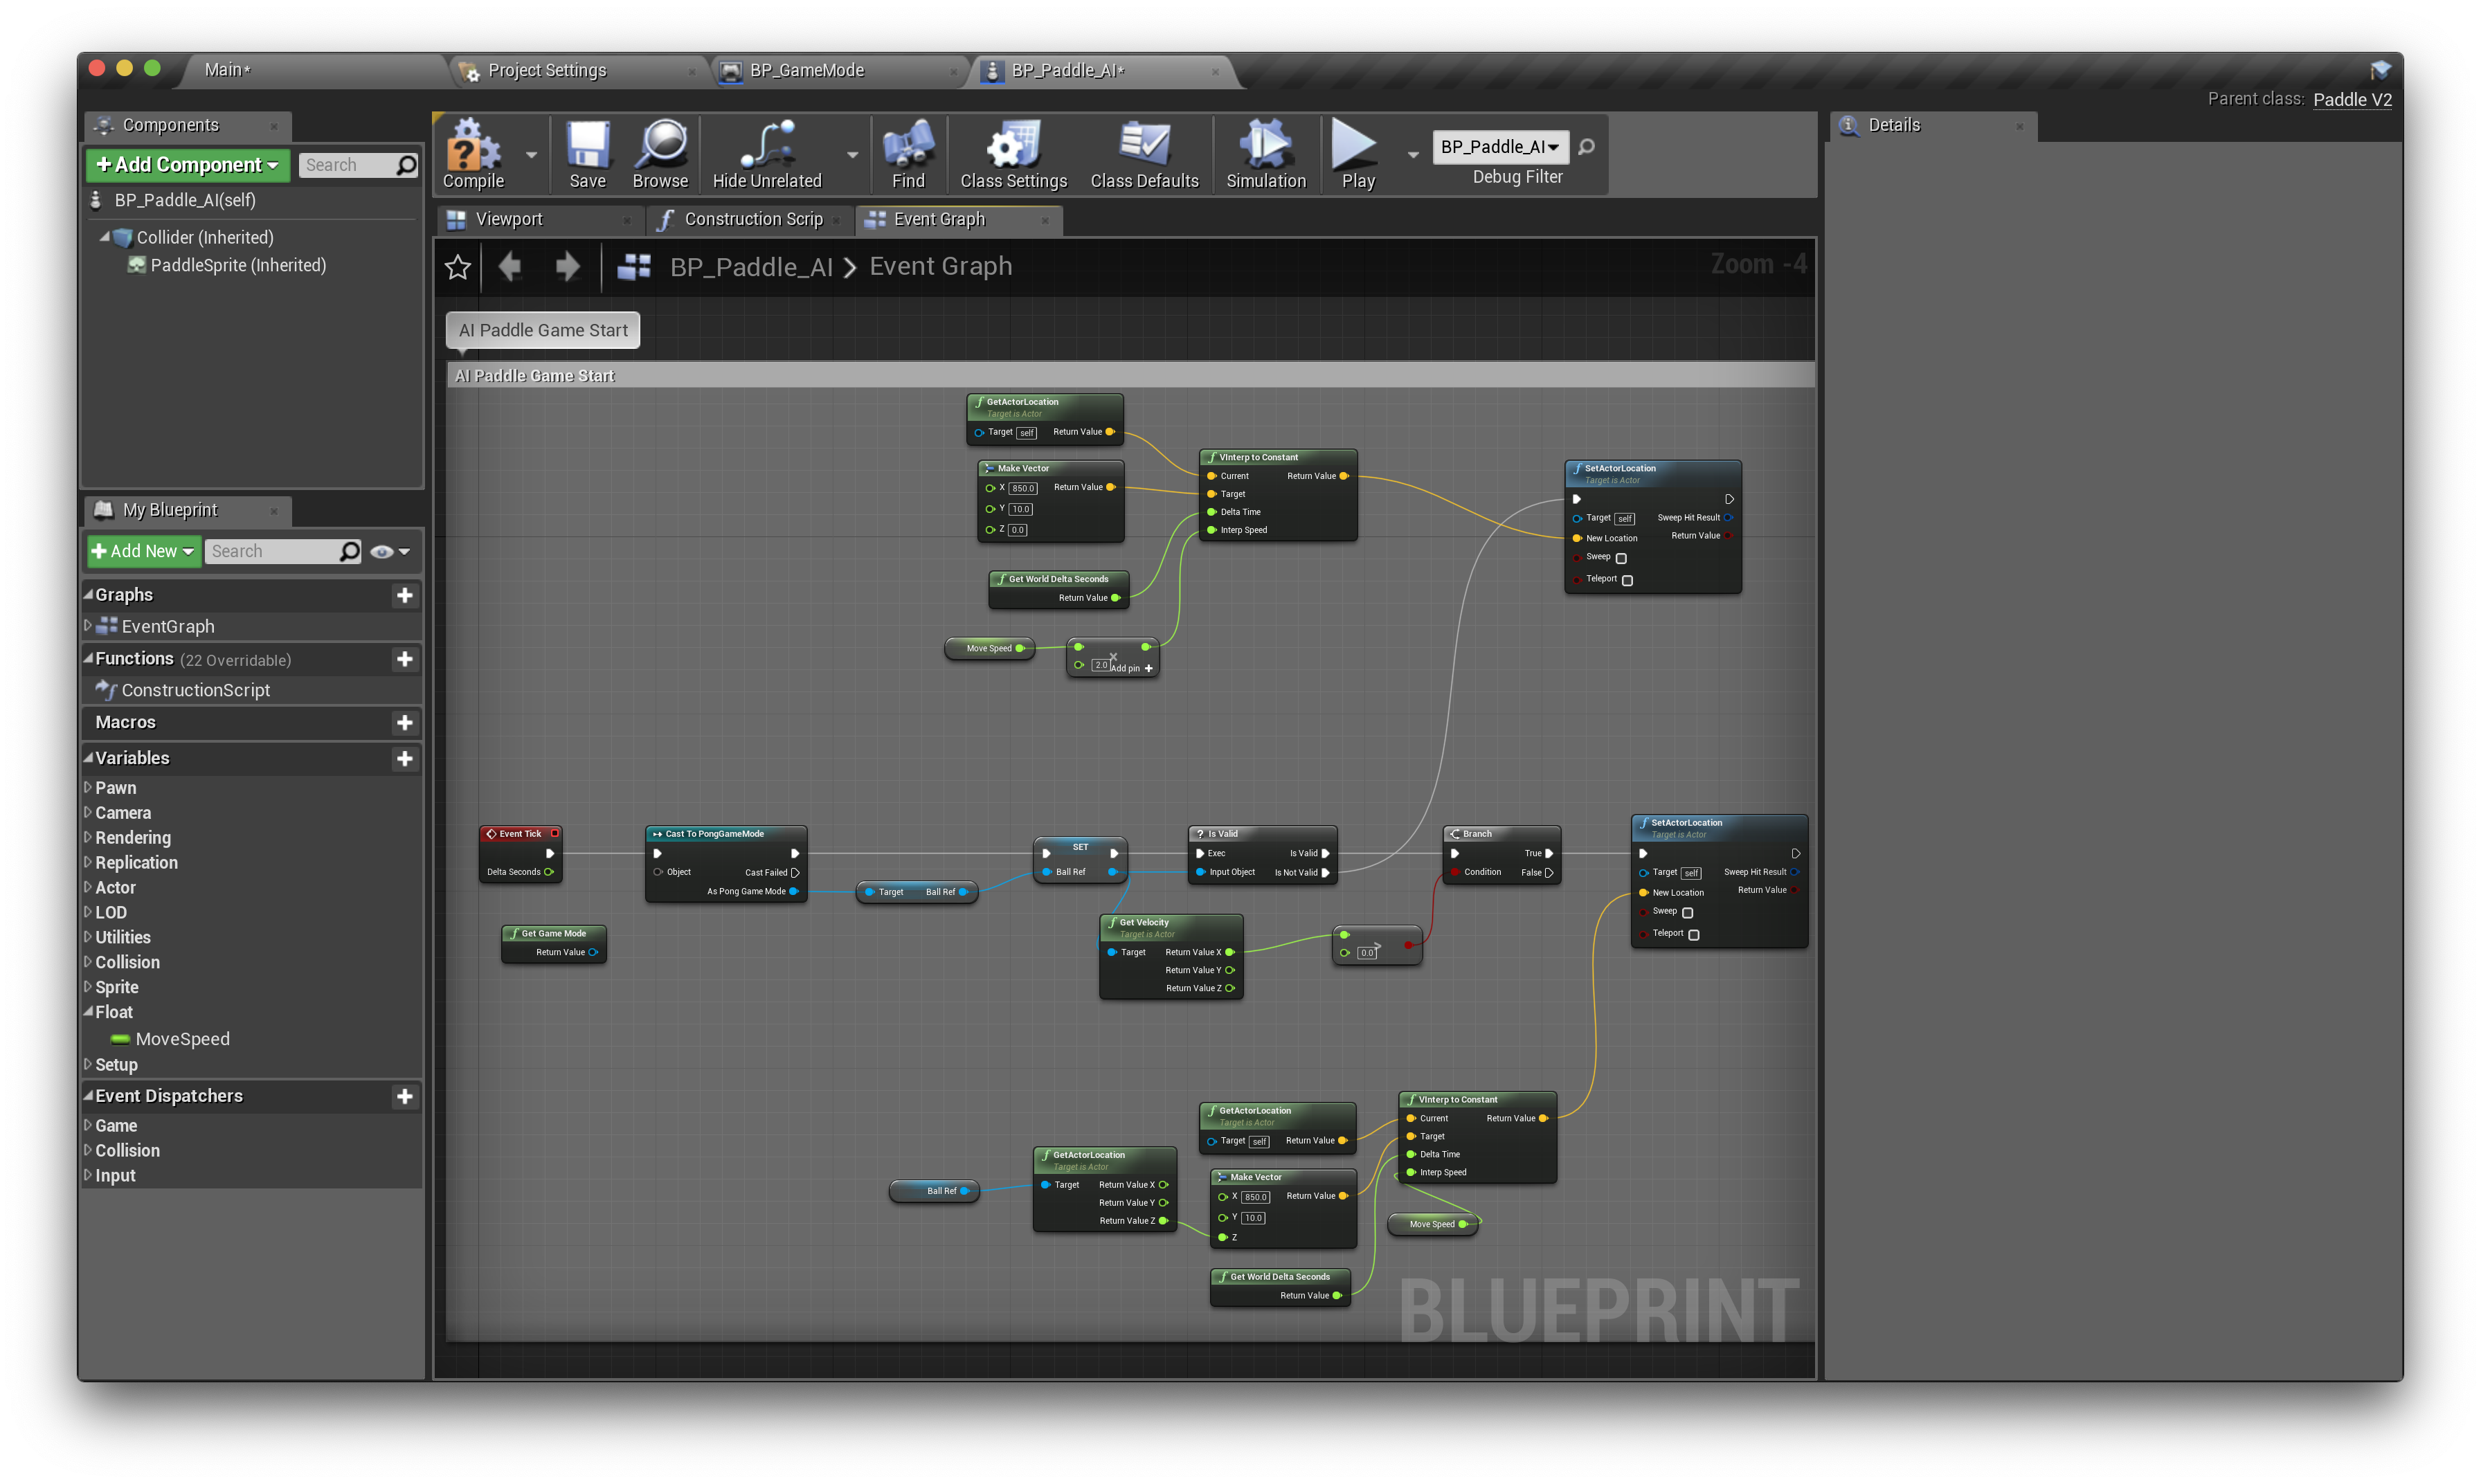 Main*
Project Settings
BP_GameMode
BP_Paddle_AI*
Parent class: Paddle V2
Components
Add Component
Search
BP_Paddle_AI(self)
Collider (Inherited)
PaddleSprite (Inherited)
My Blueprint
Add New
Search
Graphs
EventGraph
Functions (22 Overridable)
ConstructionScript
Macros
Variables
Pawn
Camera
Rendering
Replication
Actor
LOD
Utilities
Collision
Sprite
Float
MoveSpeed
Setup
Event Dispatchers
Game
Collision
Input
Compile
Save
Browse
Hide Unrelated
Find
Class Settings
Class Defaults
Simulation
Play
BP_Paddle_AI
Debug Filter
Viewport
Construction Scrip
Event Graph
BP_Paddle_AI > Event Graph
Zoom -4
AI Paddle Game Start
AI Paddle Game Start
GetActorLocation
Target is Actor
Target self Return Value
Make Vector
X 850.0 Return Value
Y 10.0
Z 0.0
VInterp to Constant
Current Return Value
Target
Delta Time
Interp Speed
Get World Delta Seconds
Return Value
Move Speed
2.0 × Add pin +
SetActorLocation
Target is Actor
Target self Sweep Hit Result
New Location Return Value
Sweep
Teleport
Event Tick
Delta Seconds
Get Game Mode
Return Value
Cast To PongGameMode
Object Cast Failed
As Pong Game Mode
Target Ball Ref
SET
Ball Ref
? Is Valid
Exec Is Valid
Input Object Is Not Valid
Get Velocity
Target is Actor
Target Return Value X
Return Value Y
Return Value Z
0.0 >
Branch
True
Condition False
SetActorLocation
Target is Actor
Target self Sweep Hit Result
New Location Return Value
Sweep
Teleport
Ball Ref
GetActorLocation
Target is Actor
Target Return Value X
Return Value Y
Return Value Z
GetActorLocation
Target is Actor
Target self Return Value
Make Vector
X 850.0 Return Value
Y 10.0
Z
Get World Delta Seconds
Return Value
VInterp to Constant
Current Return Value
Target
Delta Time
Interp Speed
Move Speed
BLUEPRINT
Details